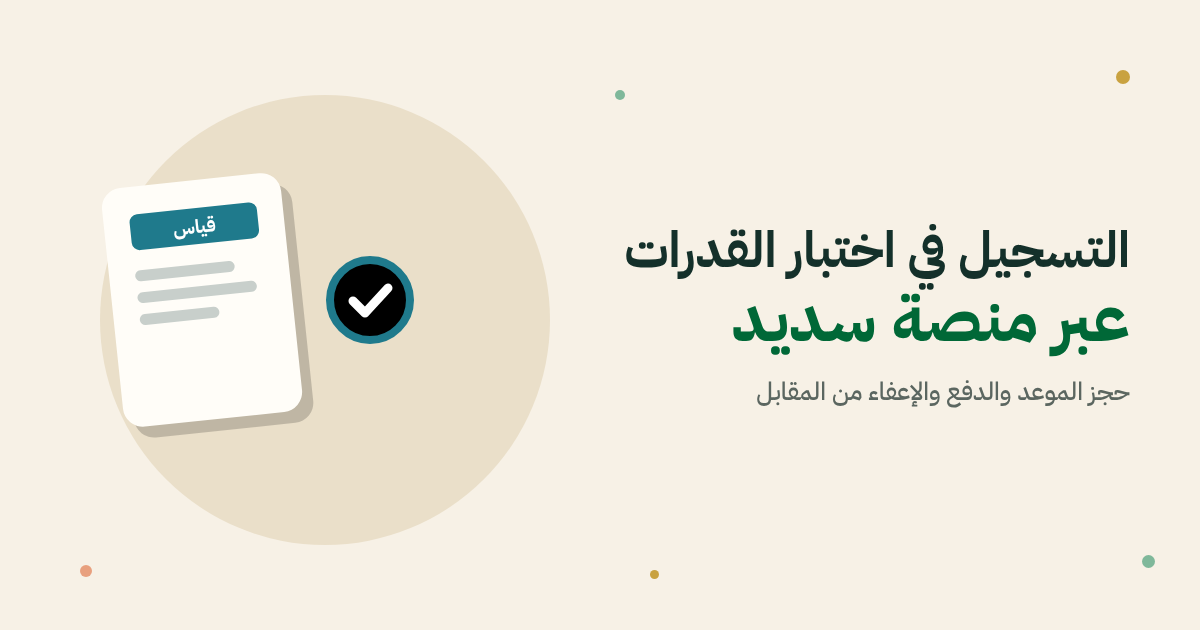 التسجيل في اختبار القدرات
عبر منصة سديد
حجز الموعد والدفع والإعفاء من المقابل
قياس